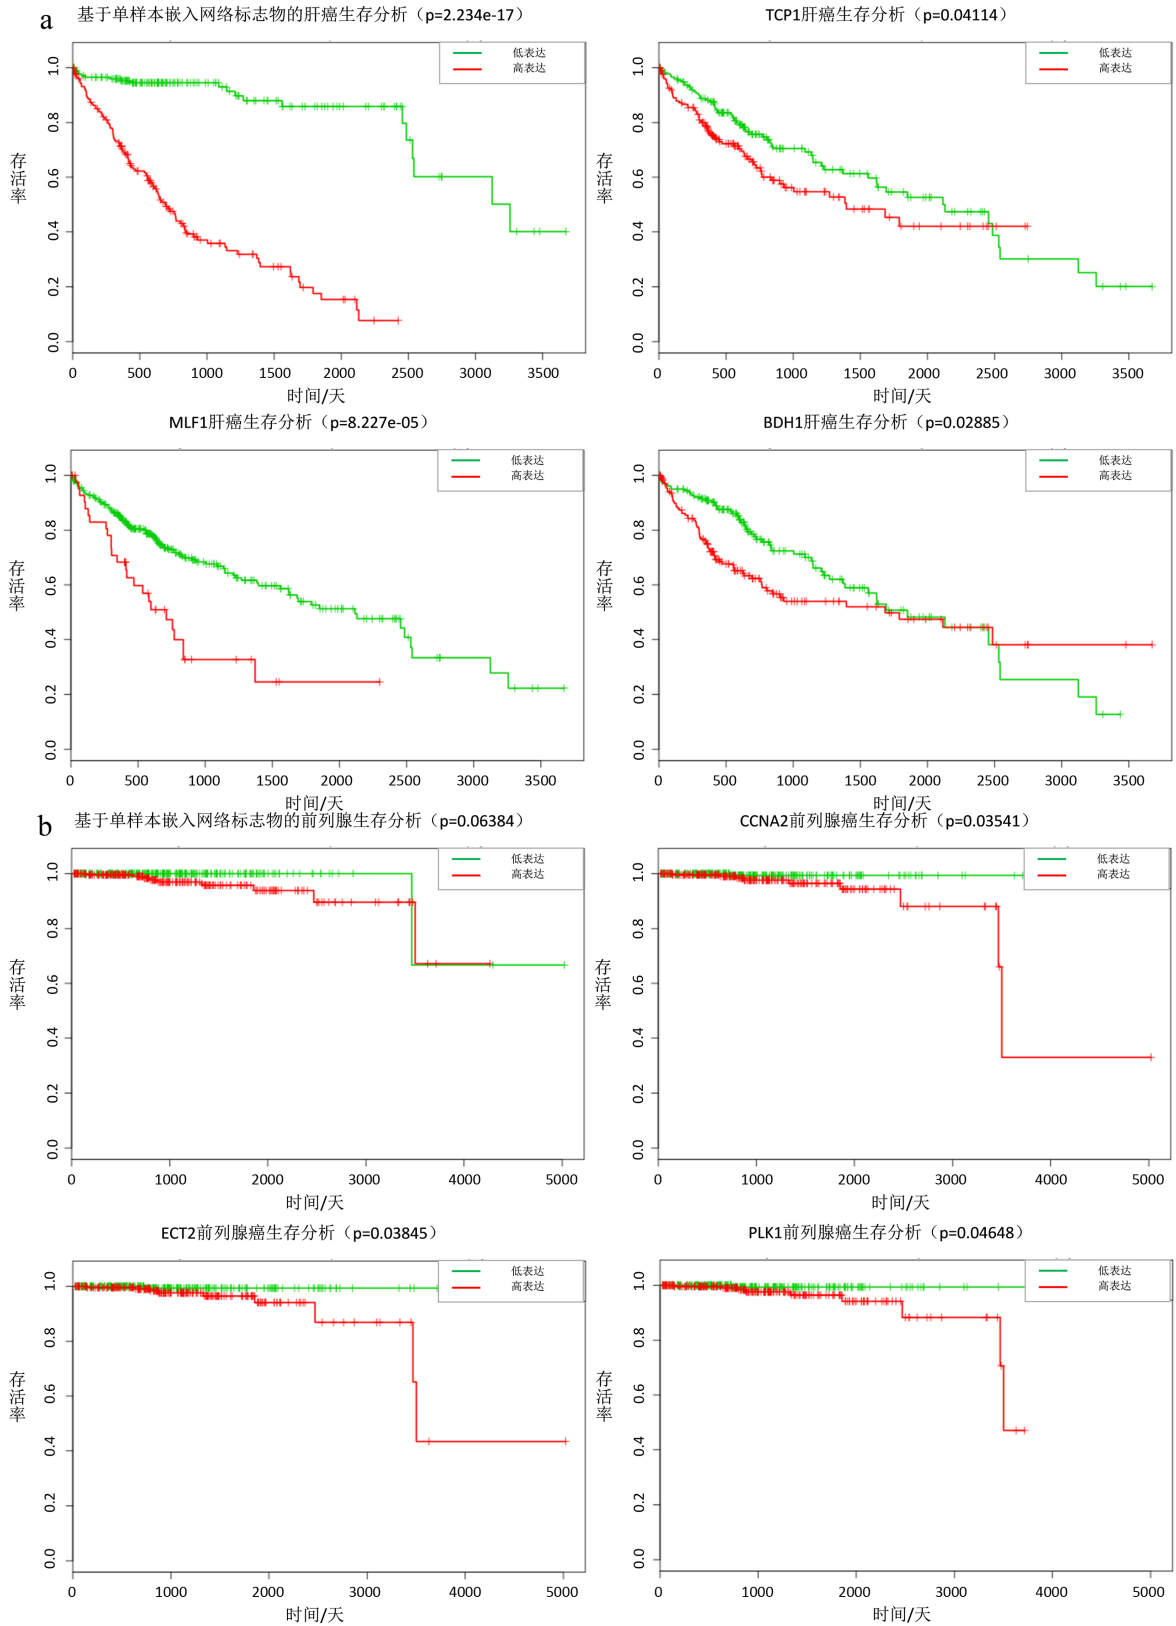 a
基于单样本嵌入网络标志物的肝癌生存分析（p=2.234e-17）
低表达
高表达
1.0
0.8
0.6
0.4
0.2
0.0
存活率
0 500 1000 1500 2000 2500 3000 3500
时间/天
TCP1肝癌生存分析（p=0.04114）
低表达
高表达
1.0
0.8
0.6
0.4
0.2
0.0
存活率
0 500 1000 1500 2000 2500 3000 3500
时间/天
MLF1肝癌生存分析（p=8.227e-05）
低表达
高表达
1.0
0.8
0.6
0.4
0.2
0.0
存活率
0 500 1000 1500 2000 2500 3000 3500
时间/天
BDH1肝癌生存分析（p=0.02885）
低表达
高表达
1.0
0.8
0.6
0.4
0.2
0.0
存活率
0 500 1000 1500 2000 2500 3000 3500
时间/天
b
基于单样本嵌入网络标志物的前列腺生存分析（p=0.06384）
低表达
高表达
1.0
0.8
0.6
0.4
0.2
0.0
存活率
0 1000 2000 3000 4000 5000
时间/天
CCNA2前列腺癌生存分析（p=0.03541）
低表达
高表达
1.0
0.8
0.6
0.4
0.2
0.0
存活率
0 1000 2000 3000 4000 5000
时间/天
ECT2前列腺癌生存分析（p=0.03845）
低表达
高表达
1.0
0.8
0.6
0.4
0.2
0.0
存活率
0 1000 2000 3000 4000 5000
时间/天
PLK1前列腺癌生存分析（p=0.04648）
低表达
高表达
1.0
0.8
0.6
0.4
0.2
0.0
存活率
0 1000 2000 3000 4000 5000
时间/天